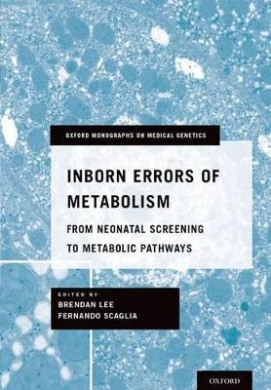 OXFORD MONOGRAPHS ON MEDICAL GENETICS
INBORN ERRORS OF
METABOLISM
FROM NEONATAL SCREENING
TO METABOLIC PATHWAYS
EDITED BY
BRENDAN LEE
FERNANDO SCAGLIA
OXFORD